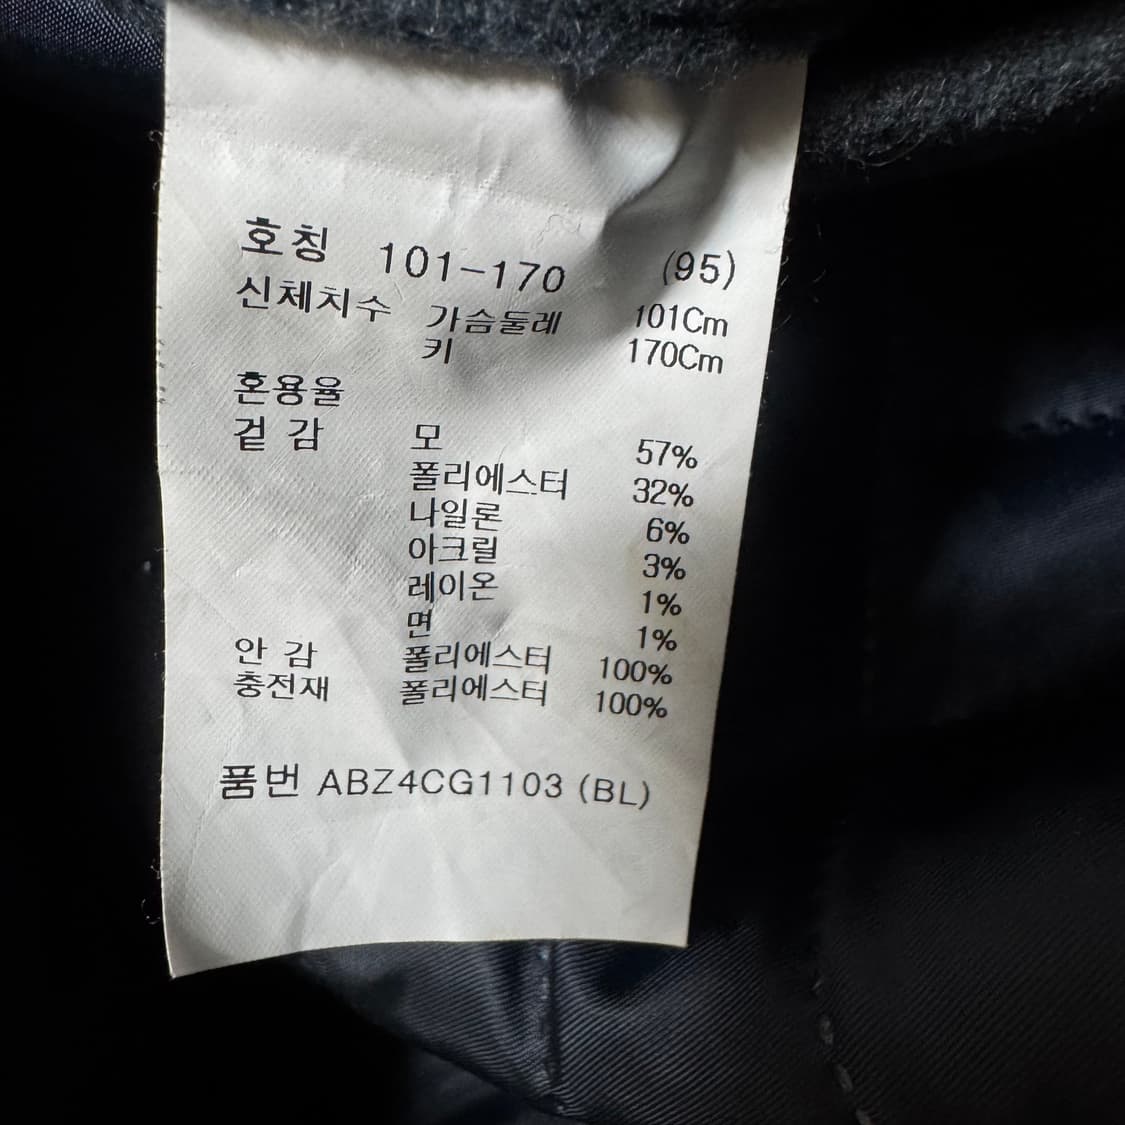 호칭 101-170 (95)
신체치수 가슴둘레 101Cm
키 170Cm
혼용율
겉 감 모 57%
폴리에스터 32%
나일론 6%
아크릴 3%
레이온 1%
면 1%
안 감 폴리에스터 100%
충전재 폴리에스터 100%
품번 ABZ4CG1103 (BL)